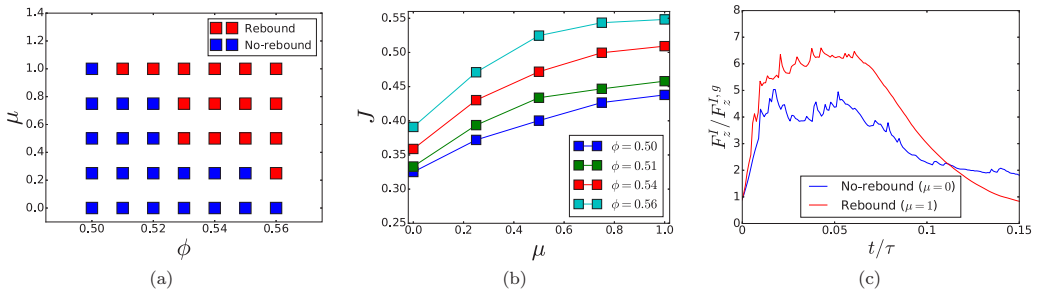 1.4
1.2
1.0
0.8
0.6
0.4
0.2
0.0
μ
0.50
0.52
0.54
0.56
ϕ
Rebound
No-rebound
(a)
0.55
0.50
0.45
0.40
0.35
0.30
0.25
J
0.0
0.2
0.4
0.6
0.8
1.0
μ
ϕ = 0.50
ϕ = 0.51
ϕ = 0.54
ϕ = 0.56
(b)
8
7
6
5
4
3
2
1
0
F_z^I / F_z^{I,g}
0
0.05
0.1
0.15
t/τ
No-rebound (μ=0)
Rebound (μ=1)
(c)